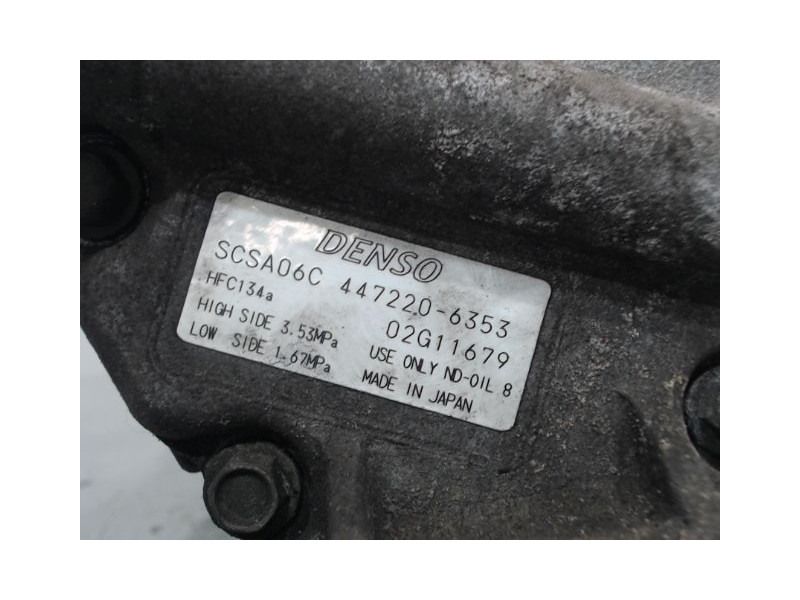 DENSO
SCSA06C 447220-6353
HFC134a 02G11679
HIGH SIDE 3.53MPa USE ONLY ND-OIL 8
LOW SIDE 1.67MPa MADE IN JAPAN